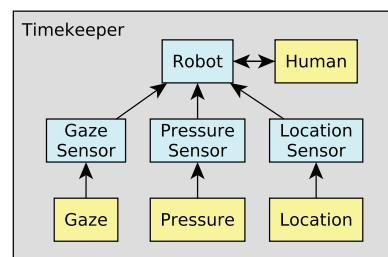 Timekeeper
Robot
Human
Gaze
Sensor
Pressure
Sensor
Location
Sensor
Gaze
Pressure
Location